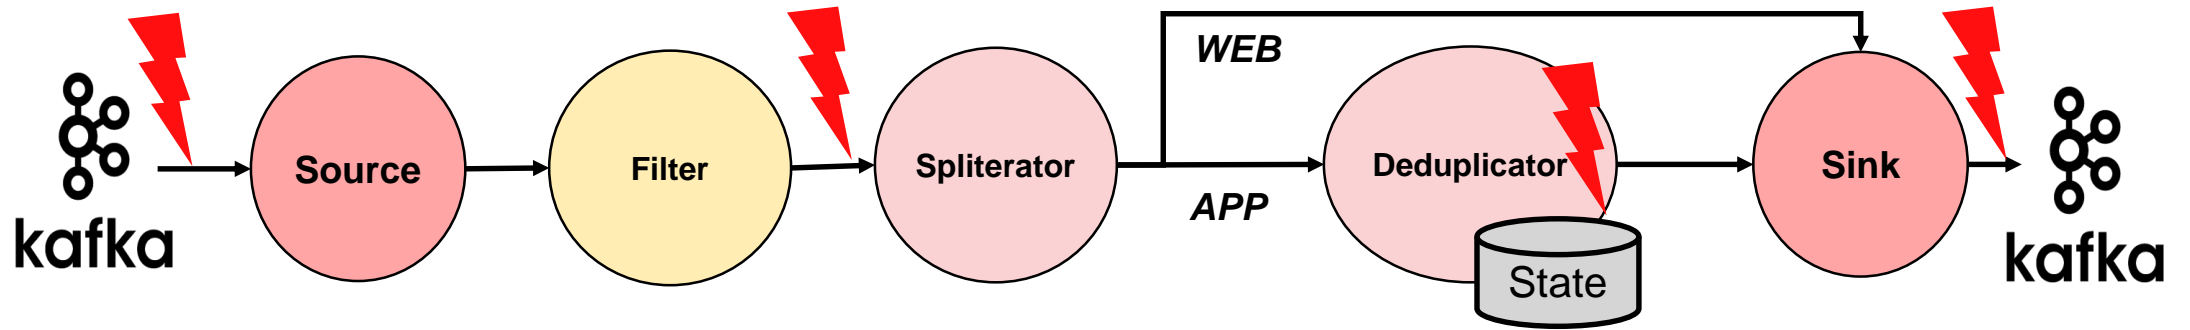 kafka
Source
Filter
Spliterator
WEB
APP
Deduplicator
State
Sink
kafka